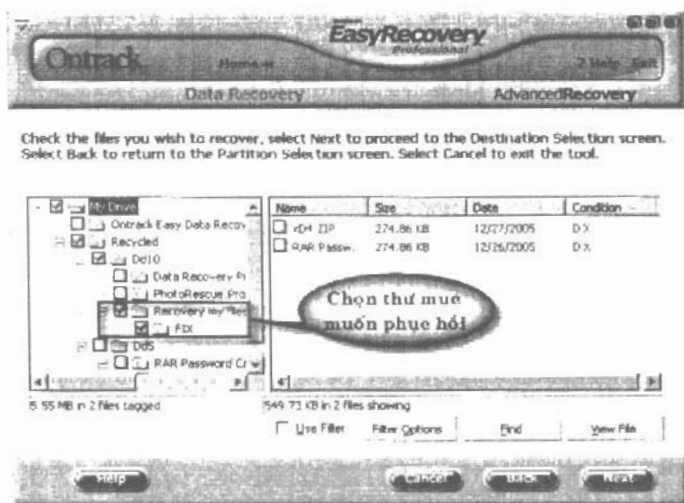 EasyRecovery
Professional
Ontrack
Home
? Help Exit
Data Recovery
AdvancedRecovery
Check the files you wish to recover, select Next to proceed to the Destination Selection screen.
Select Back to return to the Partition Selection screen. Select Cancel to exit the tool.
My Drive
Ontrack Easy Data Recov
Recycled
Dd10
Data Recovery
PhotoRescue Pro
Recovery my files
FIX
Dd5
RAR Password Cr
Name Size Date Condition
ZIP 274.86 KB 12/27/2005 D X
RAR Passw. 274.86 KB 12/26/2005 D X
Chọn thư mục
muốn phục hồi
5.55 MB in 2 files tagged
549.73 KB in 2 files showing
Use Filter Filter Options Find View File
Help Cancel Back Next